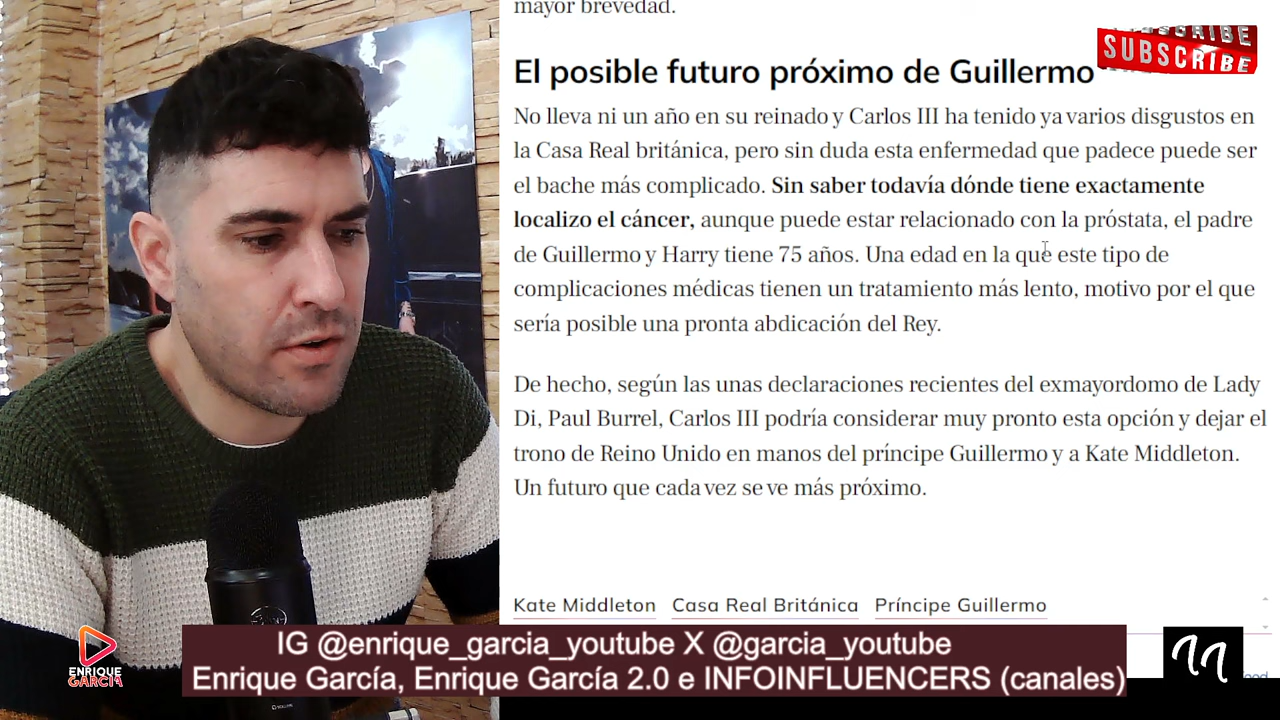 mayor brevedad.
SUBSCRIBE
El posible futuro próximo de Guillermo
No lleva ni un año en su reinado y Carlos III ha tenido ya varios disgustos en
la Casa Real británica, pero sin duda esta enfermedad que padece puede ser
el bache más complicado. Sin saber todavía dónde tiene exactamente
localizo el cáncer, aunque puede estar relacionado con la próstata, el padre
de Guillermo y Harry tiene 75 años. Una edad en la que este tipo de
complicaciones médicas tienen un tratamiento más lento, motivo por el que
sería posible una pronta abdicación del Rey.
De hecho, según las unas declaraciones recientes del exmayordomo de Lady
Di, Paul Burrel, Carlos III podría considerar muy pronto esta opción y dejar el
trono de Reino Unido en manos del príncipe Guillermo y a Kate Middleton.
Un futuro que cada vez se ve más próximo.
Kate Middleton Casa Real Británica Príncipe Guillermo
IG @enrique_garcia_youtube X @garcia_youtube
Enrique García, Enrique García 2.0 e INFOINFLUENCERS (canales)
ENRIQUE
GARCIA